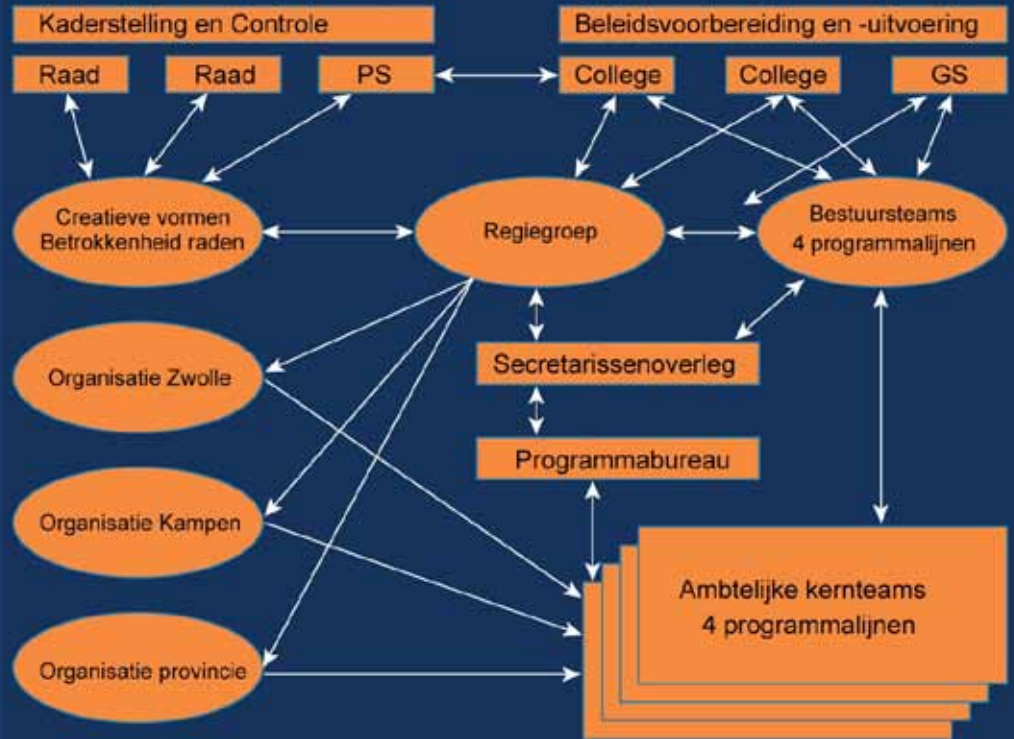 Kaderstelling en Controle
Beleidsvoorbereiding en -uitvoering
Raad
Raad
PS
College
College
GS
Creatieve vormen
Betrokkenheid raden
Regiegroep
Bestuursteams
4 programmalijnen
Organisatie Zwolle
Secretarissenoverleg
Programmabureau
Organisatie Kampen
Ambtelijke kernteams
4 programmalijnen
Organisatie provincie